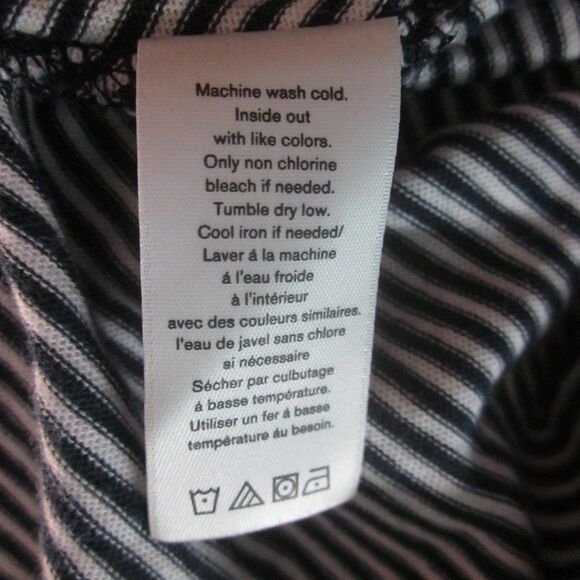 Machine wash cold.
Inside out
with like colors.
Only non chlorine
bleach if needed.
Tumble dry low.
Cool iron if needed/
Laver á la machine
á l'eau froide
à l'intérieur
avec des couleurs similaires.
l'eau de javel sans chlore
si nécessaire
Sécher par culbutage
á basse température.
Utiliser un fer á basse
température áu besoin.